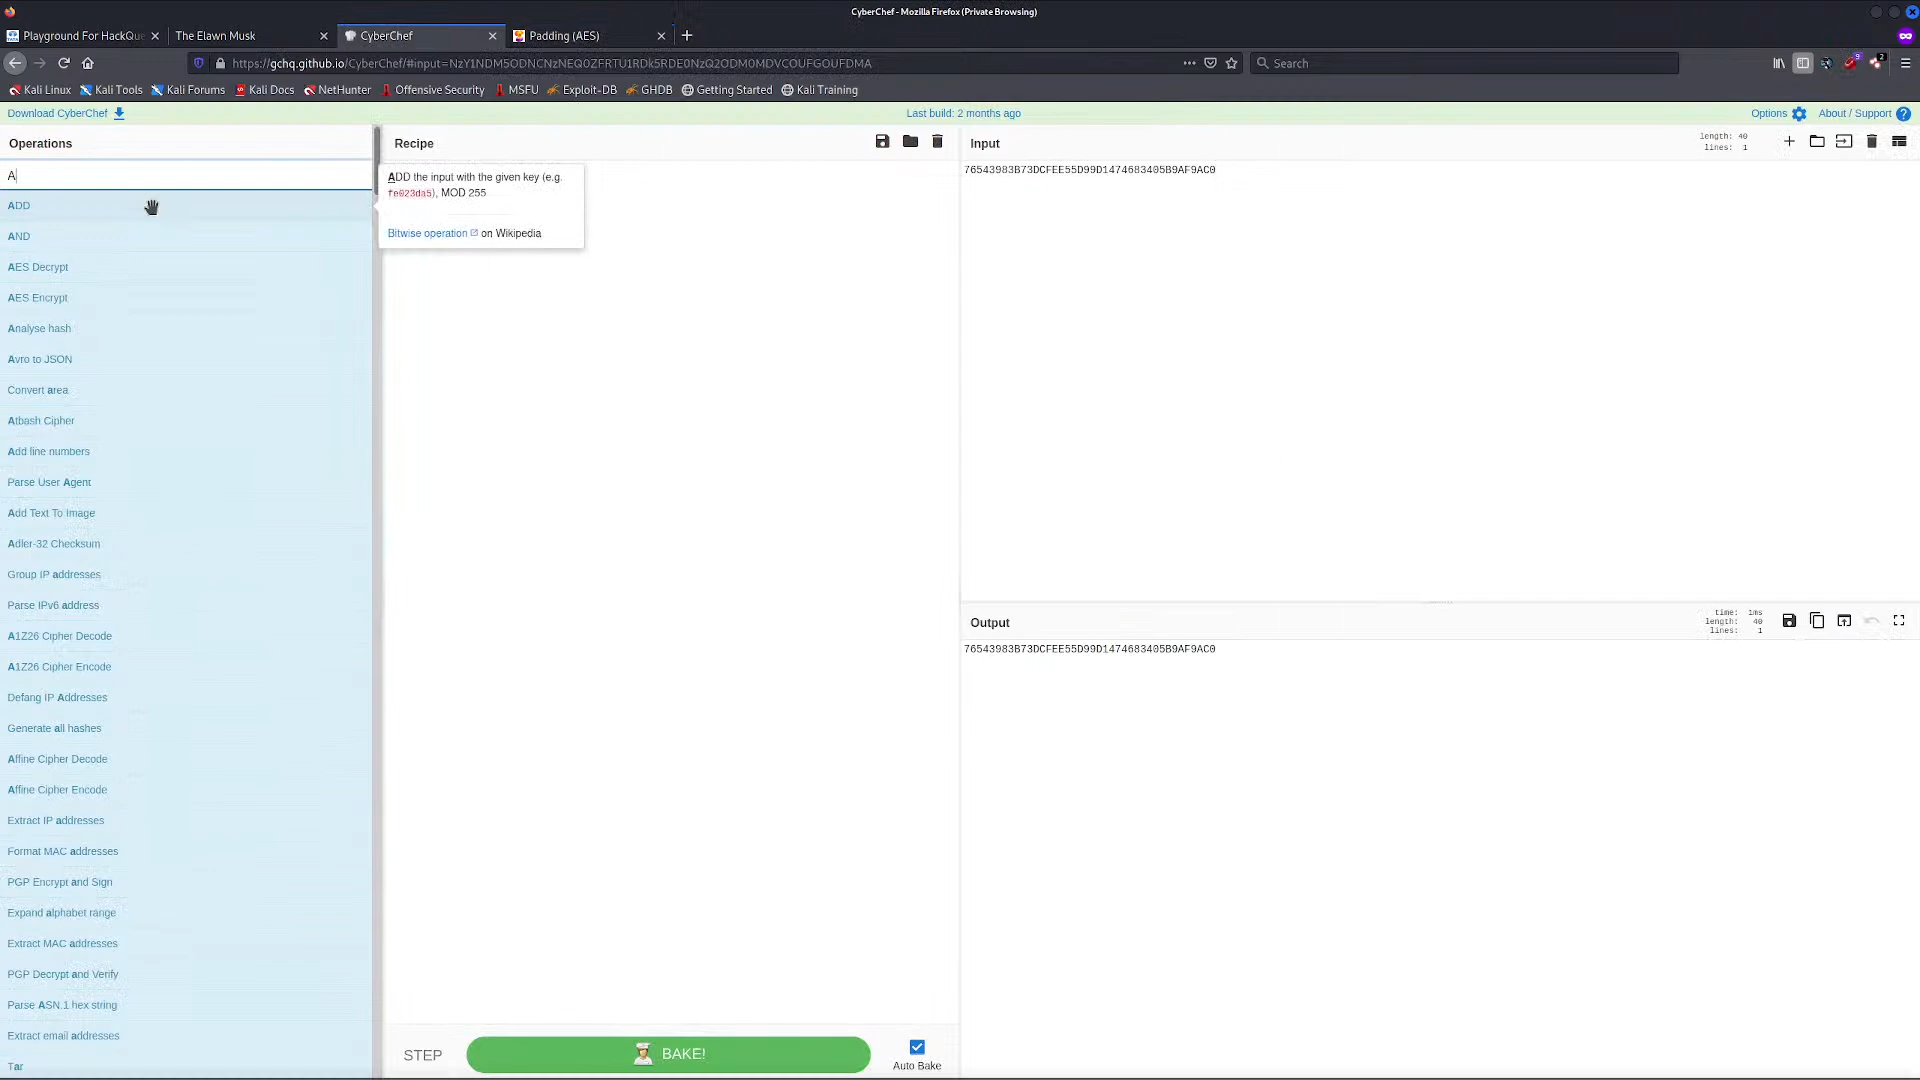 CyberChef - Mozilla Firefox (Private Browsing)
Playground For HackQue
The Elawn Musk
CyberChef
Padding (AES)
https://gchq.github.io/CyberChef/#input=NzY1NDM5ODNCNzNEQ0ZFRTU1RDk5RDE0NzQ2ODM0MDVCOUFGOUFDMA
Search
Kali Linux
Kali Tools
Kali Forums
Kali Docs
NetHunter
Offensive Security
MSFU
Exploit-DB
GHDB
Getting Started
Kali Training
Download CyberChef
Last build: 2 months ago
Options
About / Support
Operations
A
ADD
AND
AES Decrypt
AES Encrypt
Analyse hash
Avro to JSON
Convert area
Atbash Cipher
Add line numbers
Parse User Agent
Add Text To Image
Adler-32 Checksum
Group IP addresses
Parse IPv6 address
A1Z26 Cipher Decode
A1Z26 Cipher Encode
Defang IP Addresses
Generate all hashes
Affine Cipher Decode
Affine Cipher Encode
Extract IP addresses
Format MAC addresses
PGP Encrypt and Sign
Expand alphabet range
Extract MAC addresses
PGP Decrypt and Verify
Parse ASN.1 hex string
Extract email addresses
Tar
Recipe
ADD the input with the given key (e.g.
fe023da5), MOD 255
Bitwise operation on Wikipedia
STEP
BAKE!
Auto Bake
Input
length: 40
lines: 1
76543983B73DCFEE55D99D1474683405B9AF9AC0
Output
time: 1ms
length: 40
lines: 1
76543983B73DCFEE55D99D1474683405B9AF9AC0